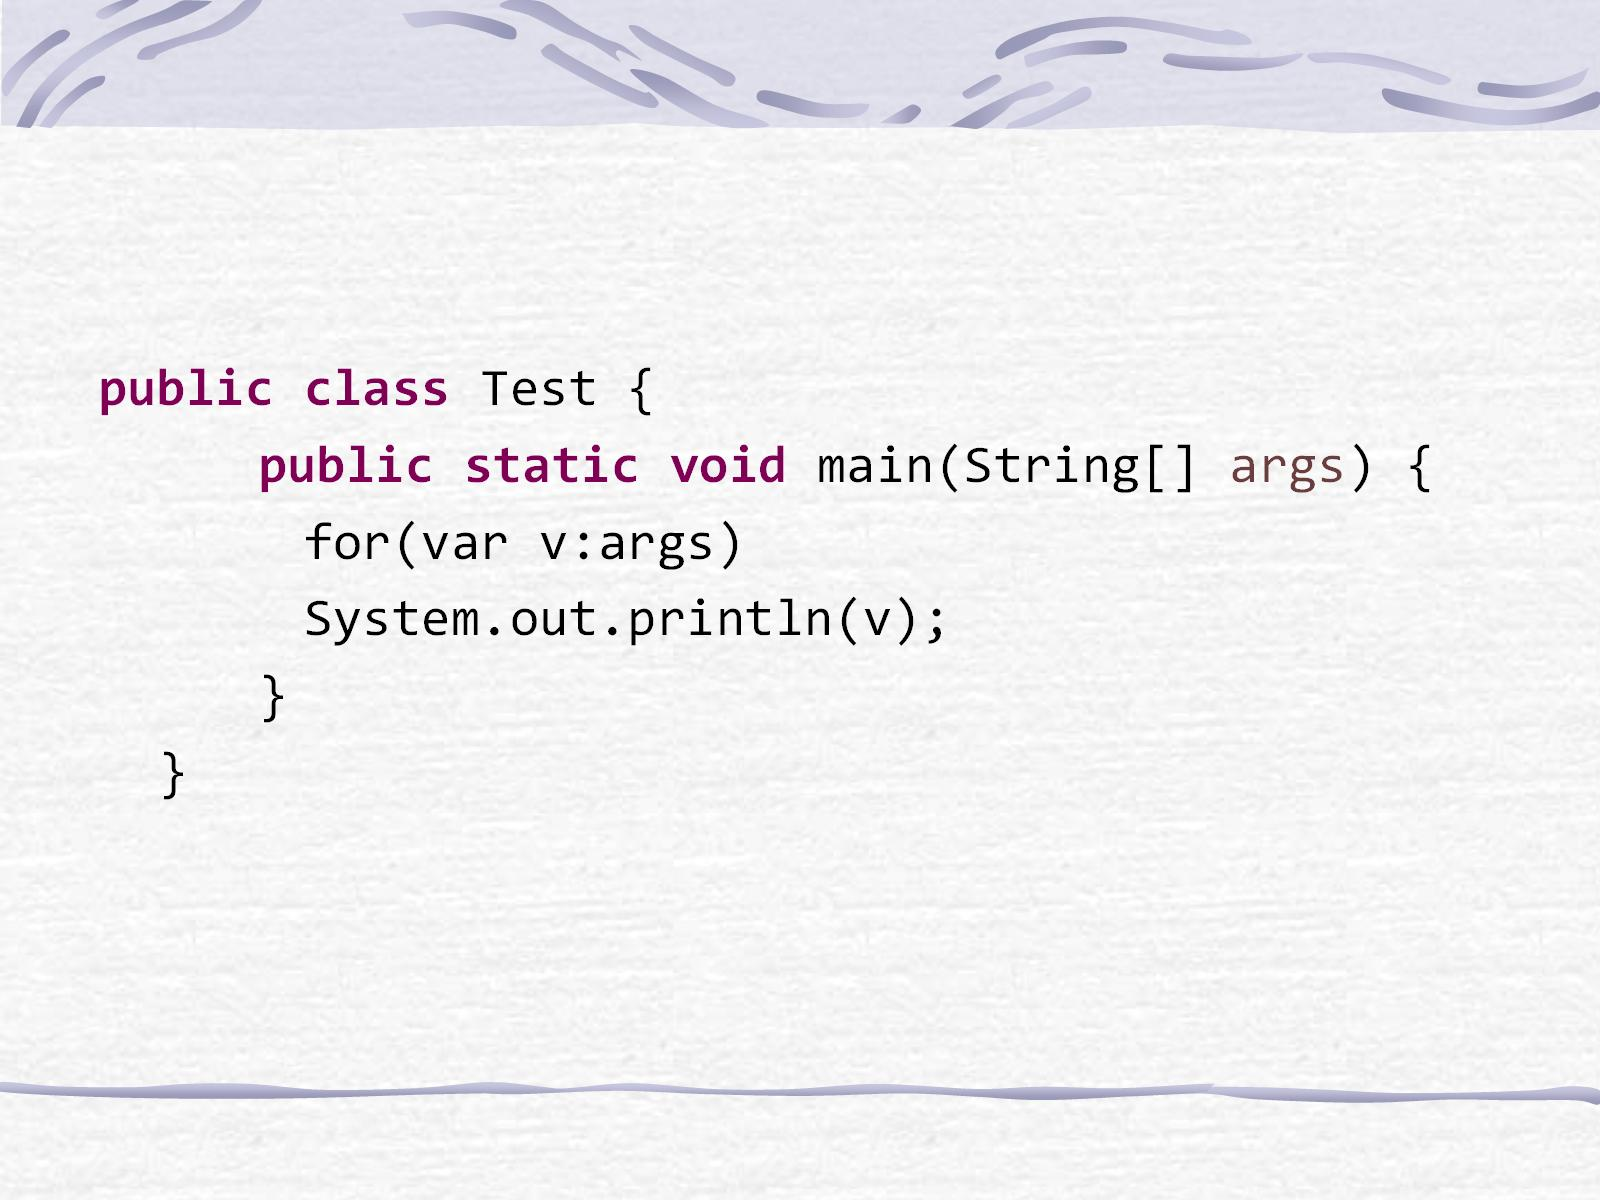 public class Test {
public static void main(String[] args) {
for(var v:args)
System.out.println(v);
}
}